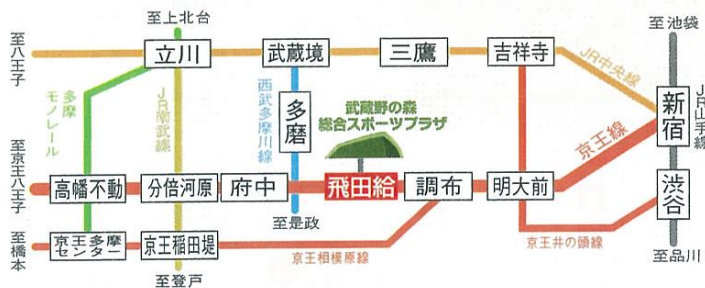 至上北台
至池袋
至八王子
立川
武蔵境
三鷹
吉祥寺
JR中央線
多摩
モノレール
JR南武線
西武多摩川線
多磨
武蔵野の森
総合スポーツプラザ
新宿
JR山手線
京王線
至京王八王子
高幡不動
分倍河原
府中
飛田給
調布
明大前
渋谷
至是政
至橋本
京王多摩
センター
京王稲田堤
京王相模原線
京王井の頭線
至登戸
至品川